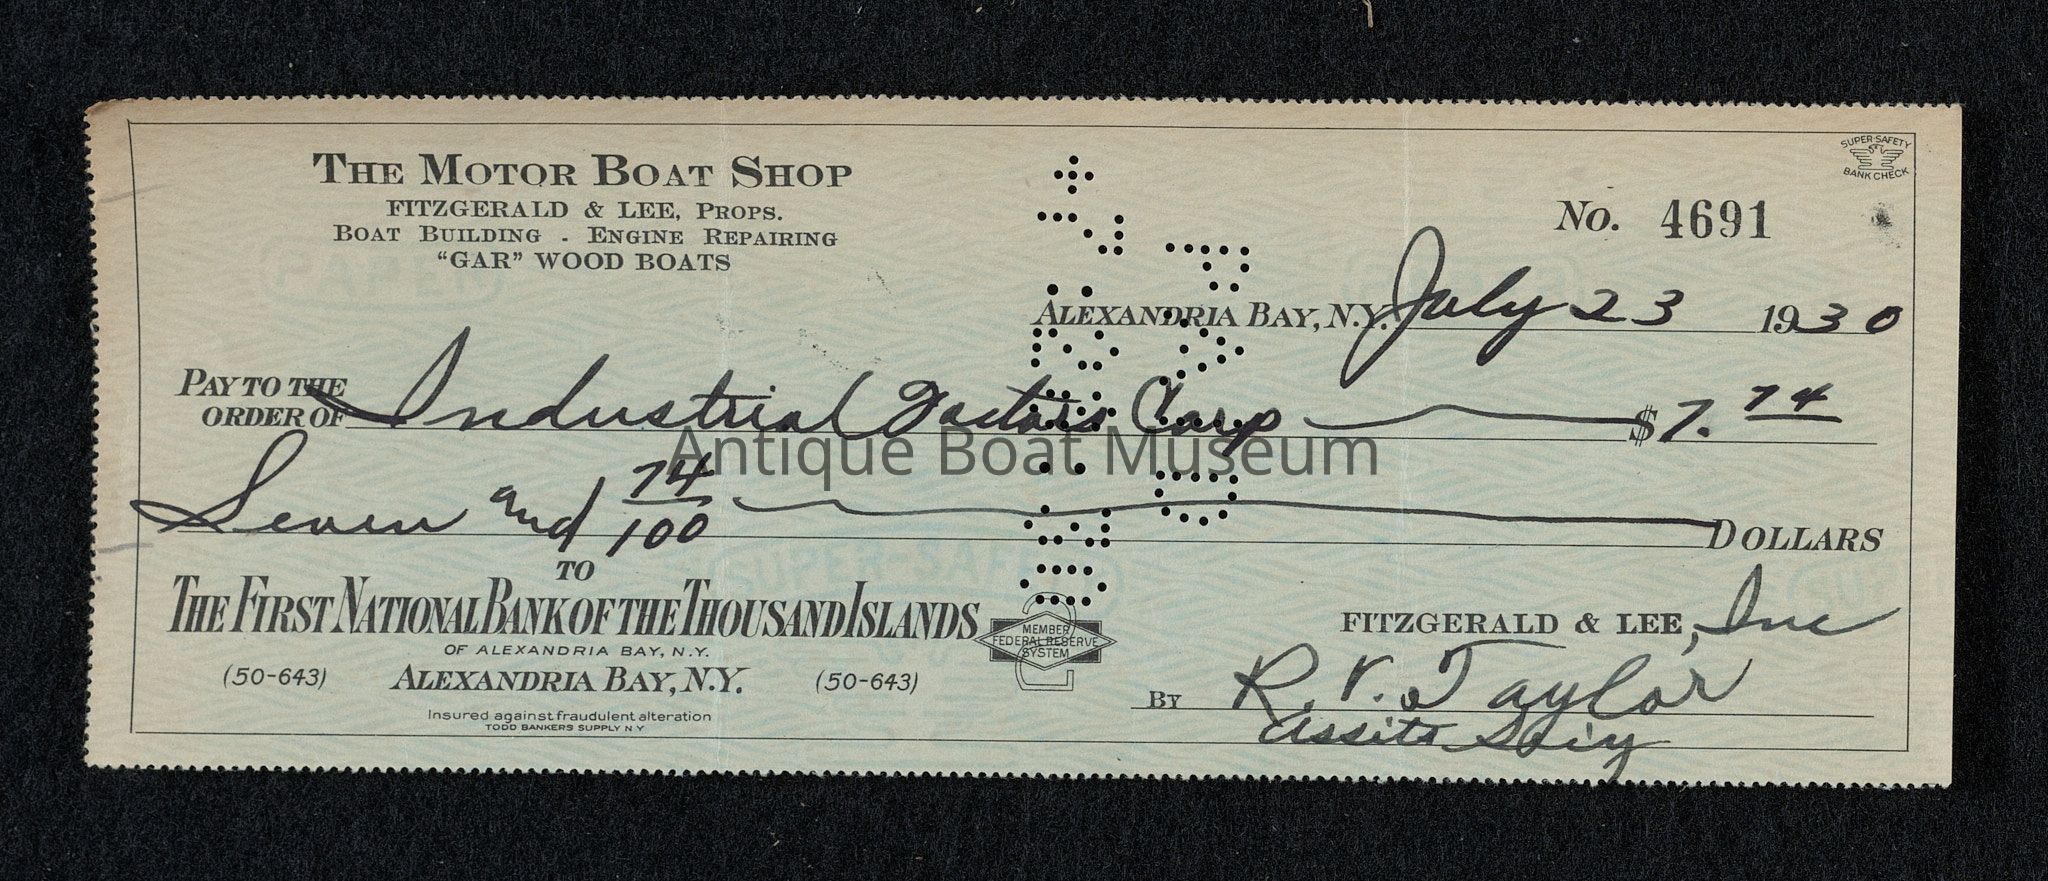 SUPER-SAFETY
BANK CHECK
THE MOTOR BOAT SHOP
FITZGERALD & LEE, PROPS.
BOAT BUILDING - ENGINE REPAIRING
"GAR" WOOD BOATS
No. 4691
ALEXANDRIA BAY, N.Y. July 23 1930
PAY TO THE
ORDER OF Industrial Factors Corp $ 7. 74
Antique Boat Museum
Seven and 74/100 DOLLARS
TO
THE FIRST NATIONAL BANK OF THE THOUSAND ISLANDS
OF ALEXANDRIA BAY, N.Y.
(50-643) ALEXANDRIA BAY, N.Y. (50-643)
MEMBER
FEDERAL RESERVE
SYSTEM
2
Insured against fraudulent alteration
TODD BANKERS SUPPLY N Y
FITZGERALD & LEE, Inc
BY R. V. Taylor